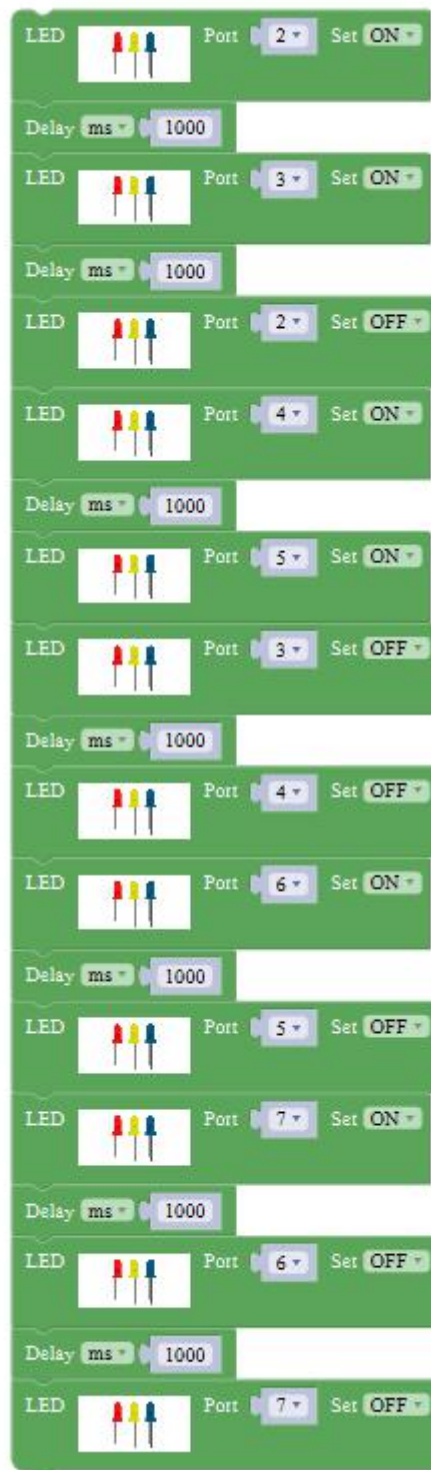 LED Port 2 Set ON
Delay ms 1000
LED Port 3 Set ON
Delay ms 1000
LED Port 2 Set OFF
LED Port 4 Set ON
Delay ms 1000
LED Port 5 Set ON
LED Port 3 Set OFF
Delay ms 1000
LED Port 4 Set OFF
LED Port 6 Set ON
Delay ms 1000
LED Port 5 Set OFF
LED Port 7 Set ON
Delay ms 1000
LED Port 6 Set OFF
Delay ms 1000
LED Port 7 Set OFF